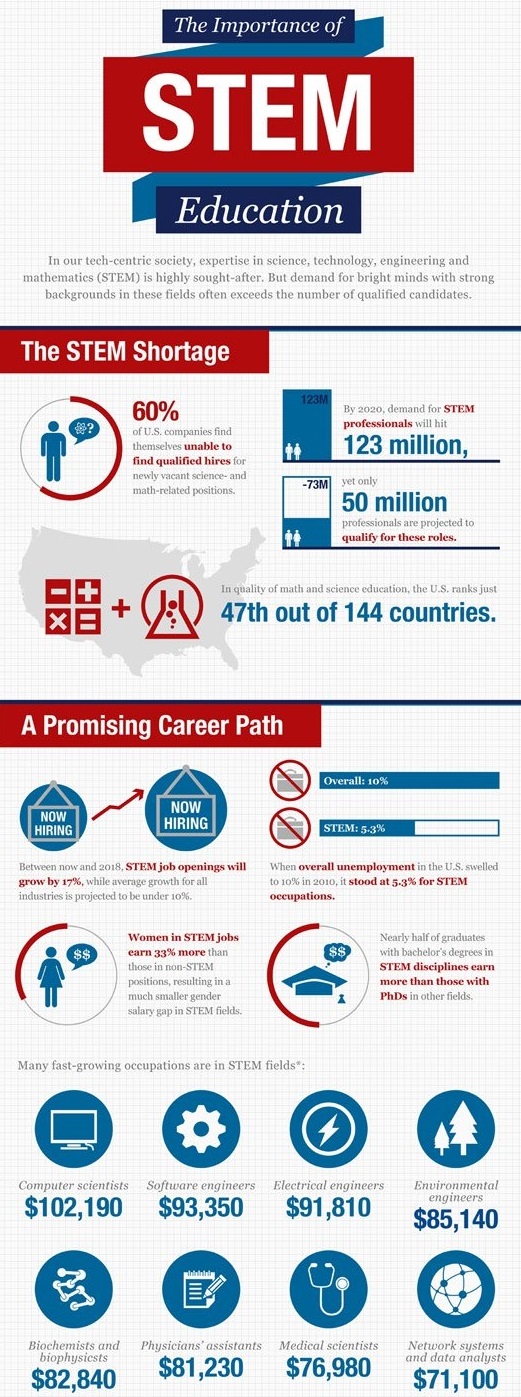 The Importance of
STEM
Education
In our tech-centric society, expertise in science, technology, engineering and
mathematics (STEM) is highly sought-after. But demand for bright minds with strong
backgrounds in these fields often exceeds the number of qualified candidates.
The STEM Shortage
?
60%
of U.S. companies find
themselves unable to
find qualified hires for
newly vacant science- and
math-related positions.
123M
By 2020, demand for STEM
professionals will hit
123 million,
-73M
yet only
50 million
professionals are projected to
qualify for these roles.
In quality of math and science education, the U.S. ranks just
47th out of 144 countries.
A Promising Career Path
NOW
HIRING
NOW
HIRING
Between now and 2018, STEM job openings will
grow by 17%, while average growth for all
industries is projected to be under 10%.
Overall: 10%
STEM: 5.3%
When overall unemployment in the U.S. swelled
to 10% in 2010, it stood at 5.3% for STEM
occupations.
$$
Women in STEM jobs
earn 33% more than
those in non-STEM
positions, resulting in a
much smaller gender
salary gap in STEM fields.
$$
Nearly half of graduates
with bachelor's degrees in
STEM disciplines earn
more than those with
PhDs in other fields.
Many fast-growing occupations are in STEM fields*:
Computer scientists
$102,190
Software engineers
$93,350
Electrical engineers
$91,810
Environmental
engineers
$85,140
Biochemists and
biophysicsts
$82,840
Physicians' assistants
$81,230
Medical scientists
$76,980
Network systems
and data analysts
$71,100